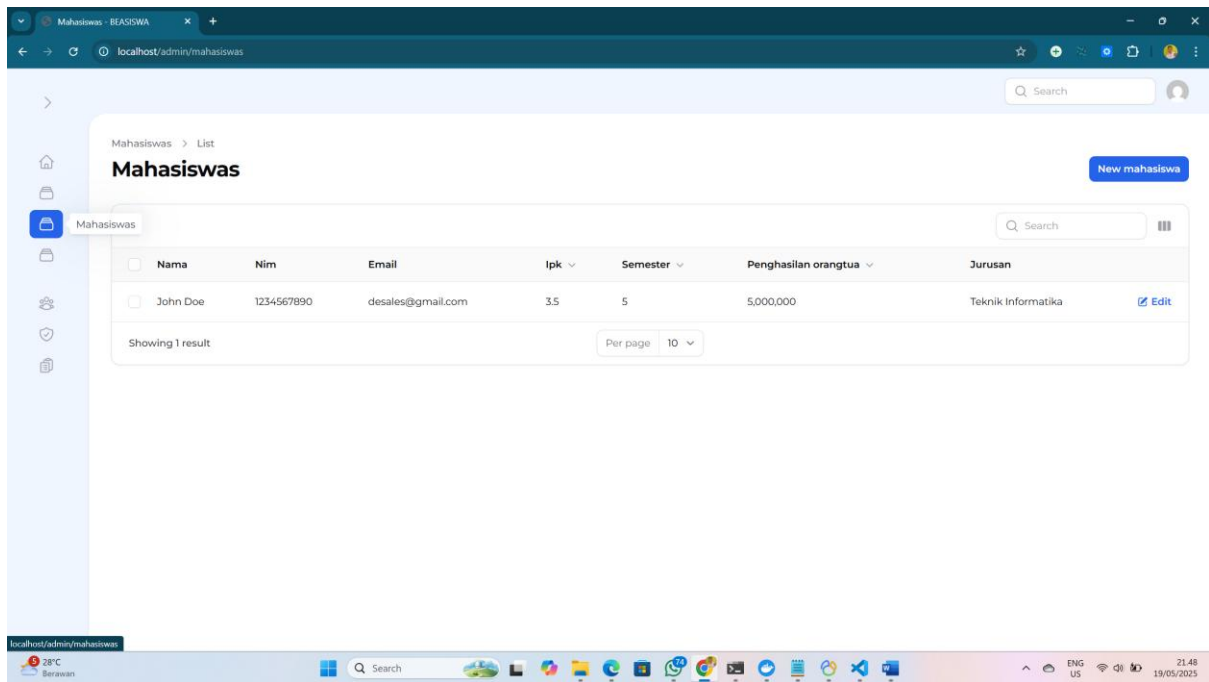 Mahasiswas - BEASISWA
localhost/admin/mahasiswas
Search
Mahasiswas > List
Mahasiswas
New mahasiswa
Mahasiswas
Search
Nama Nim Email Ipk Semester Penghasilan orangtua Jurusan
John Doe 1234567890 desales@gmail.com 3.5 5 5,000,000 Teknik Informatika Edit
Showing 1 result Per page 10
localhost/admin/mahasiswas
5 28°C
Berawan
Search
74
ENG
US
21.48
19/05/2025